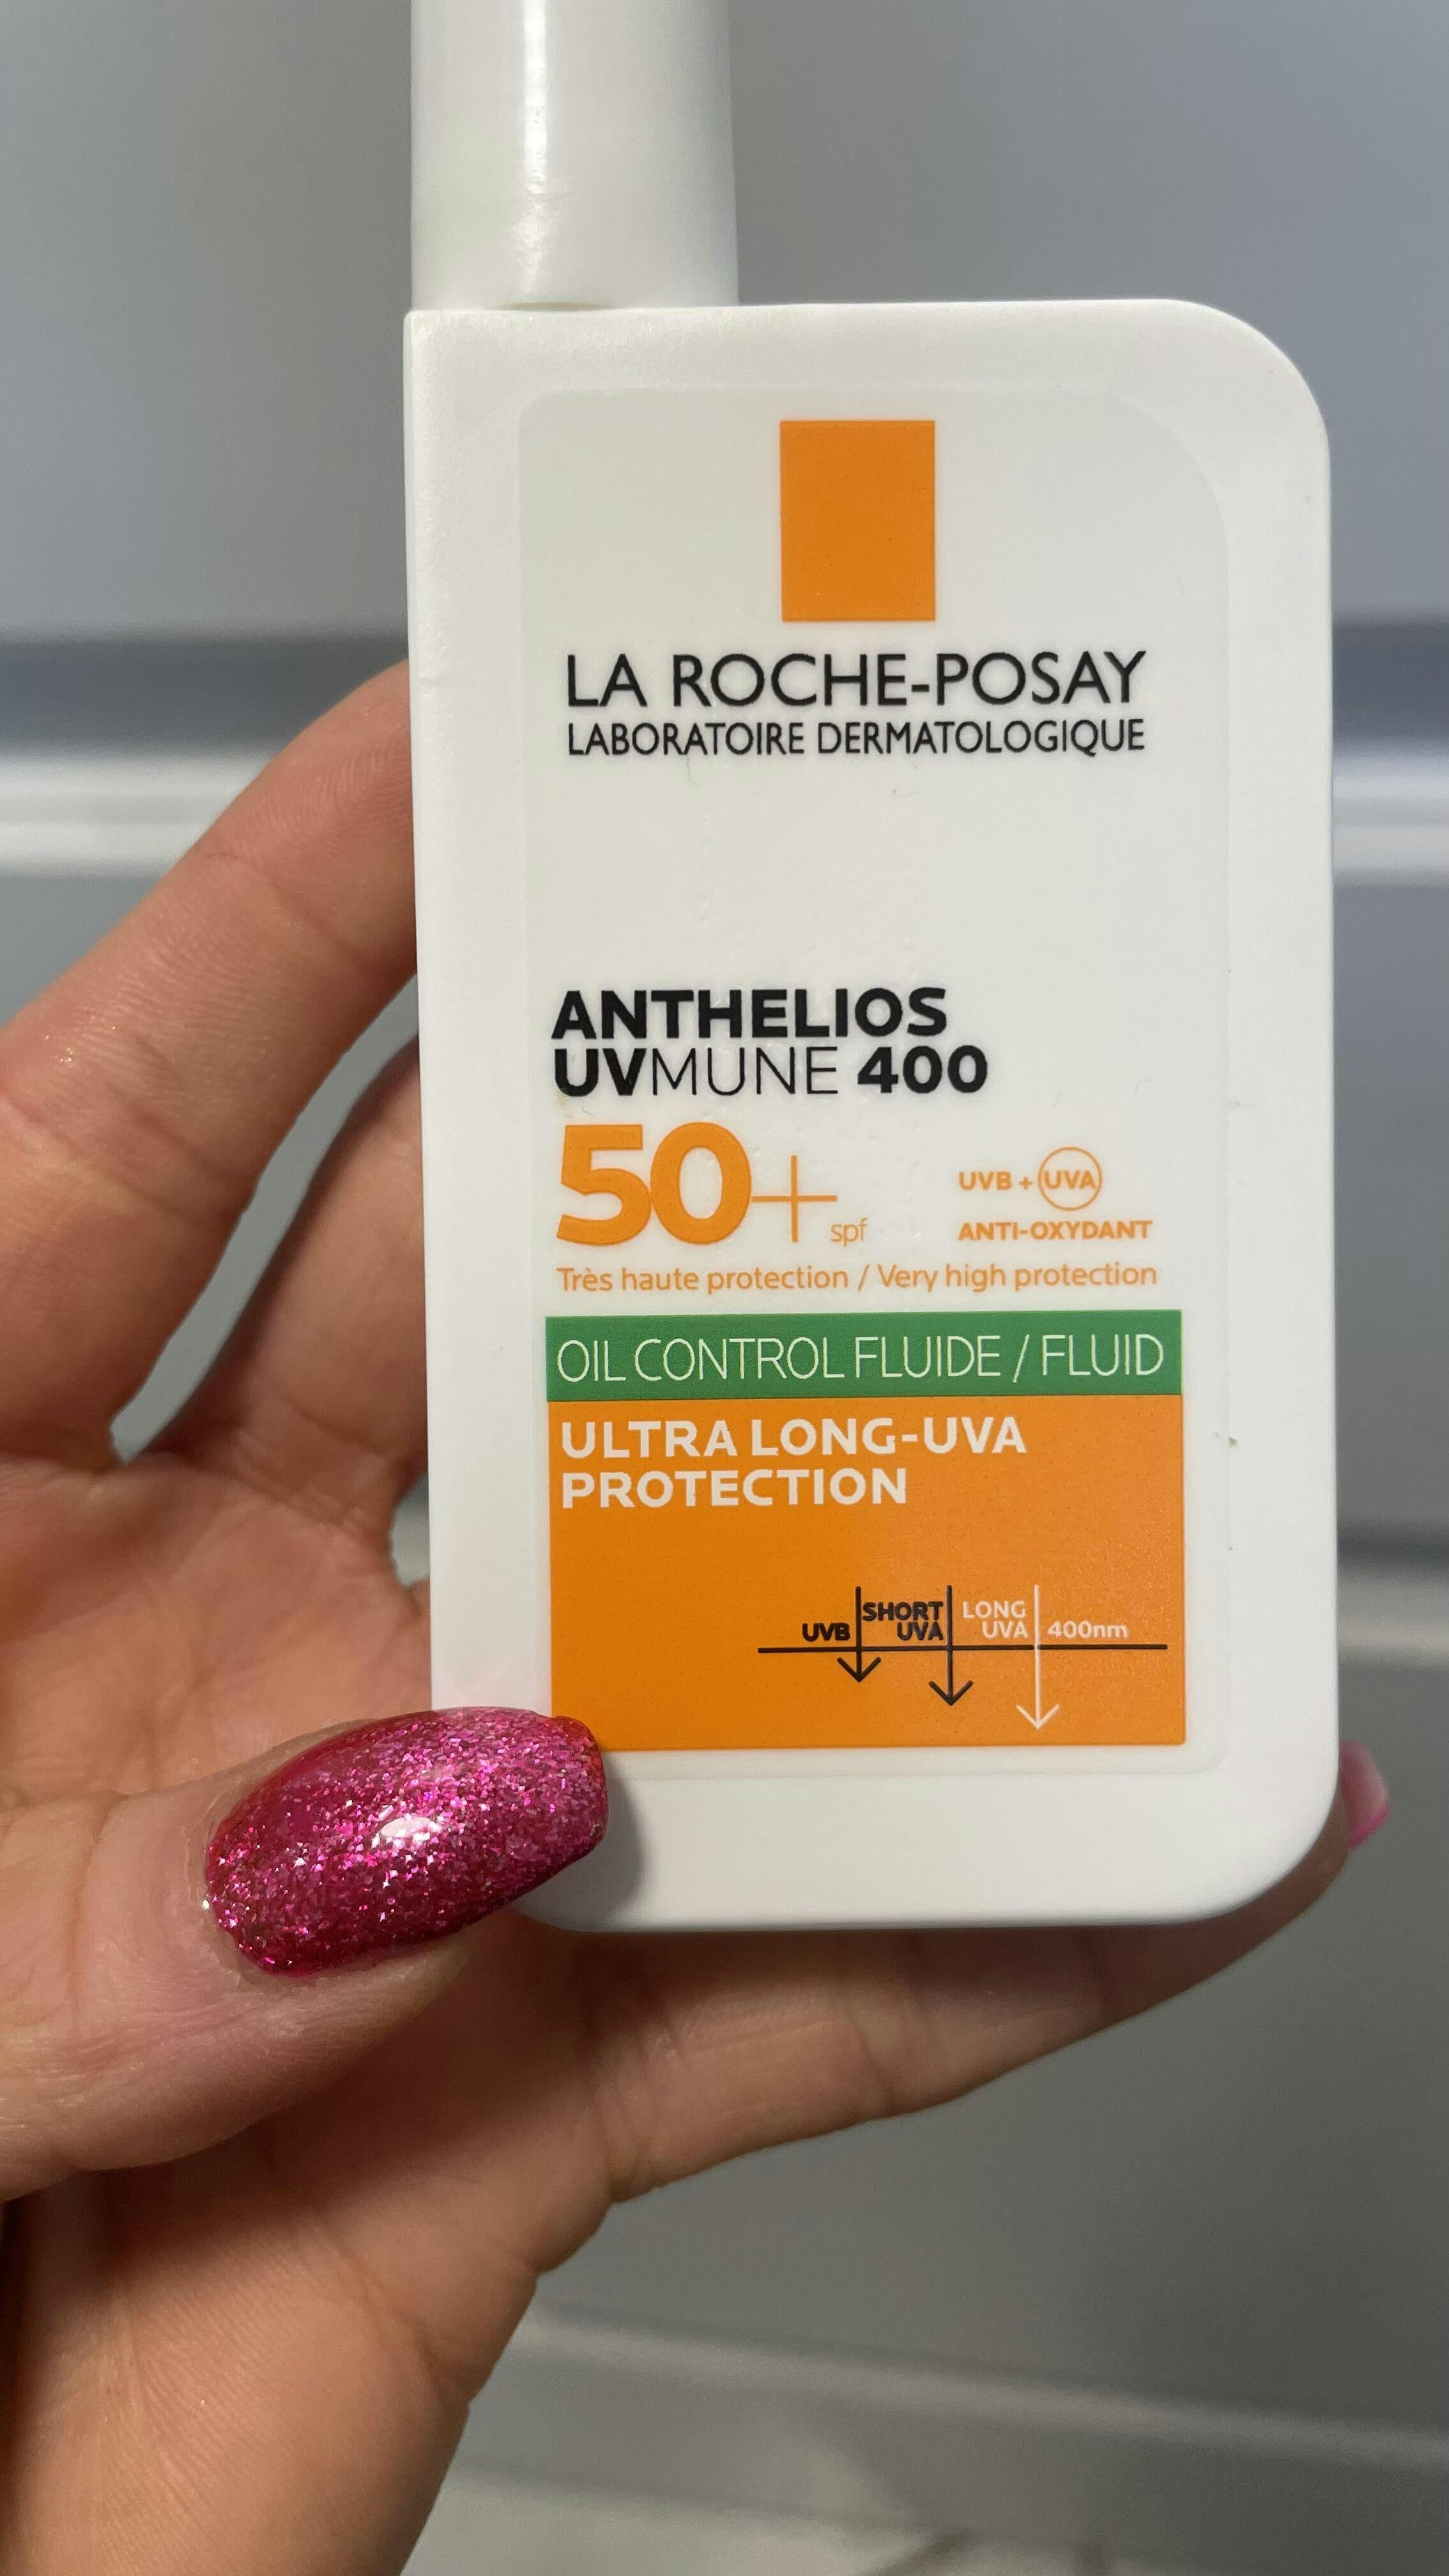 LA ROCHE-POSAY
LABORATOIRE DERMATOLOGIQUE
ANTHELIOS
UVMUNE 400
50+ spf
UVB + UVA
ANTI-OXYDANT
Très haute protection / Very high protection
OIL CONTROL FLUIDE / FLUID
ULTRA LONG-UVA
PROTECTION
UVB
SHORT
UVA
LONG
UVA
400nm